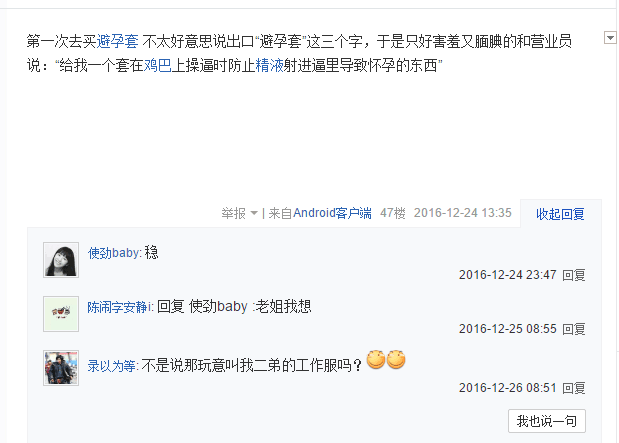 第一次去买避孕套 不太好意思说出口“避孕套”这三个字，于是只好害羞又腼腆的和营业员
说：“给我一个套在鸡巴上操逼时防止精液射进逼里导致怀孕的东西”
举报 | 来自Android客户端 47楼 2016-12-24 13:35 收起回复
使劲baby: 稳
2016-12-24 23:47 回复
陈闹字安静i: 回复 使劲baby :老姐我想
2016-12-25 08:55 回复
录以为等: 不是说那玩意叫我二弟的工作服吗？
2016-12-26 08:51 回复
我也说一句